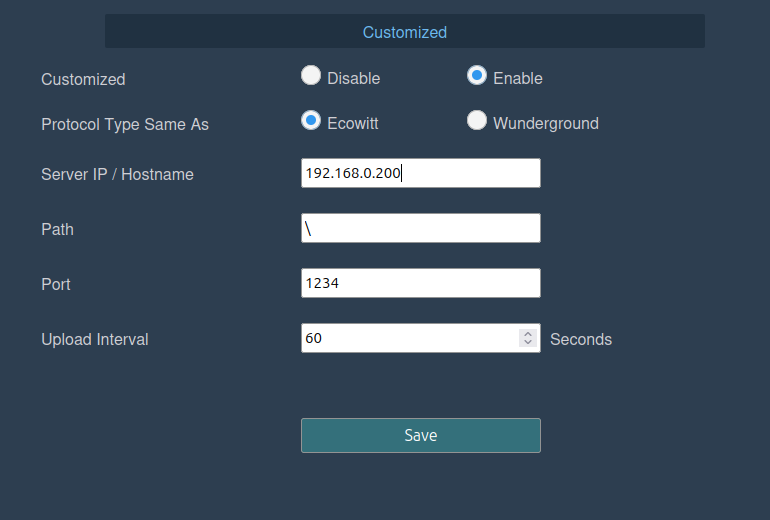 Customized
Customized Disable Enable
Protocol Type Same As Ecowitt Wunderground
Server IP / Hostname 192.168.0.200
Path \
Port 1234
Upload Interval 60 Seconds
Save